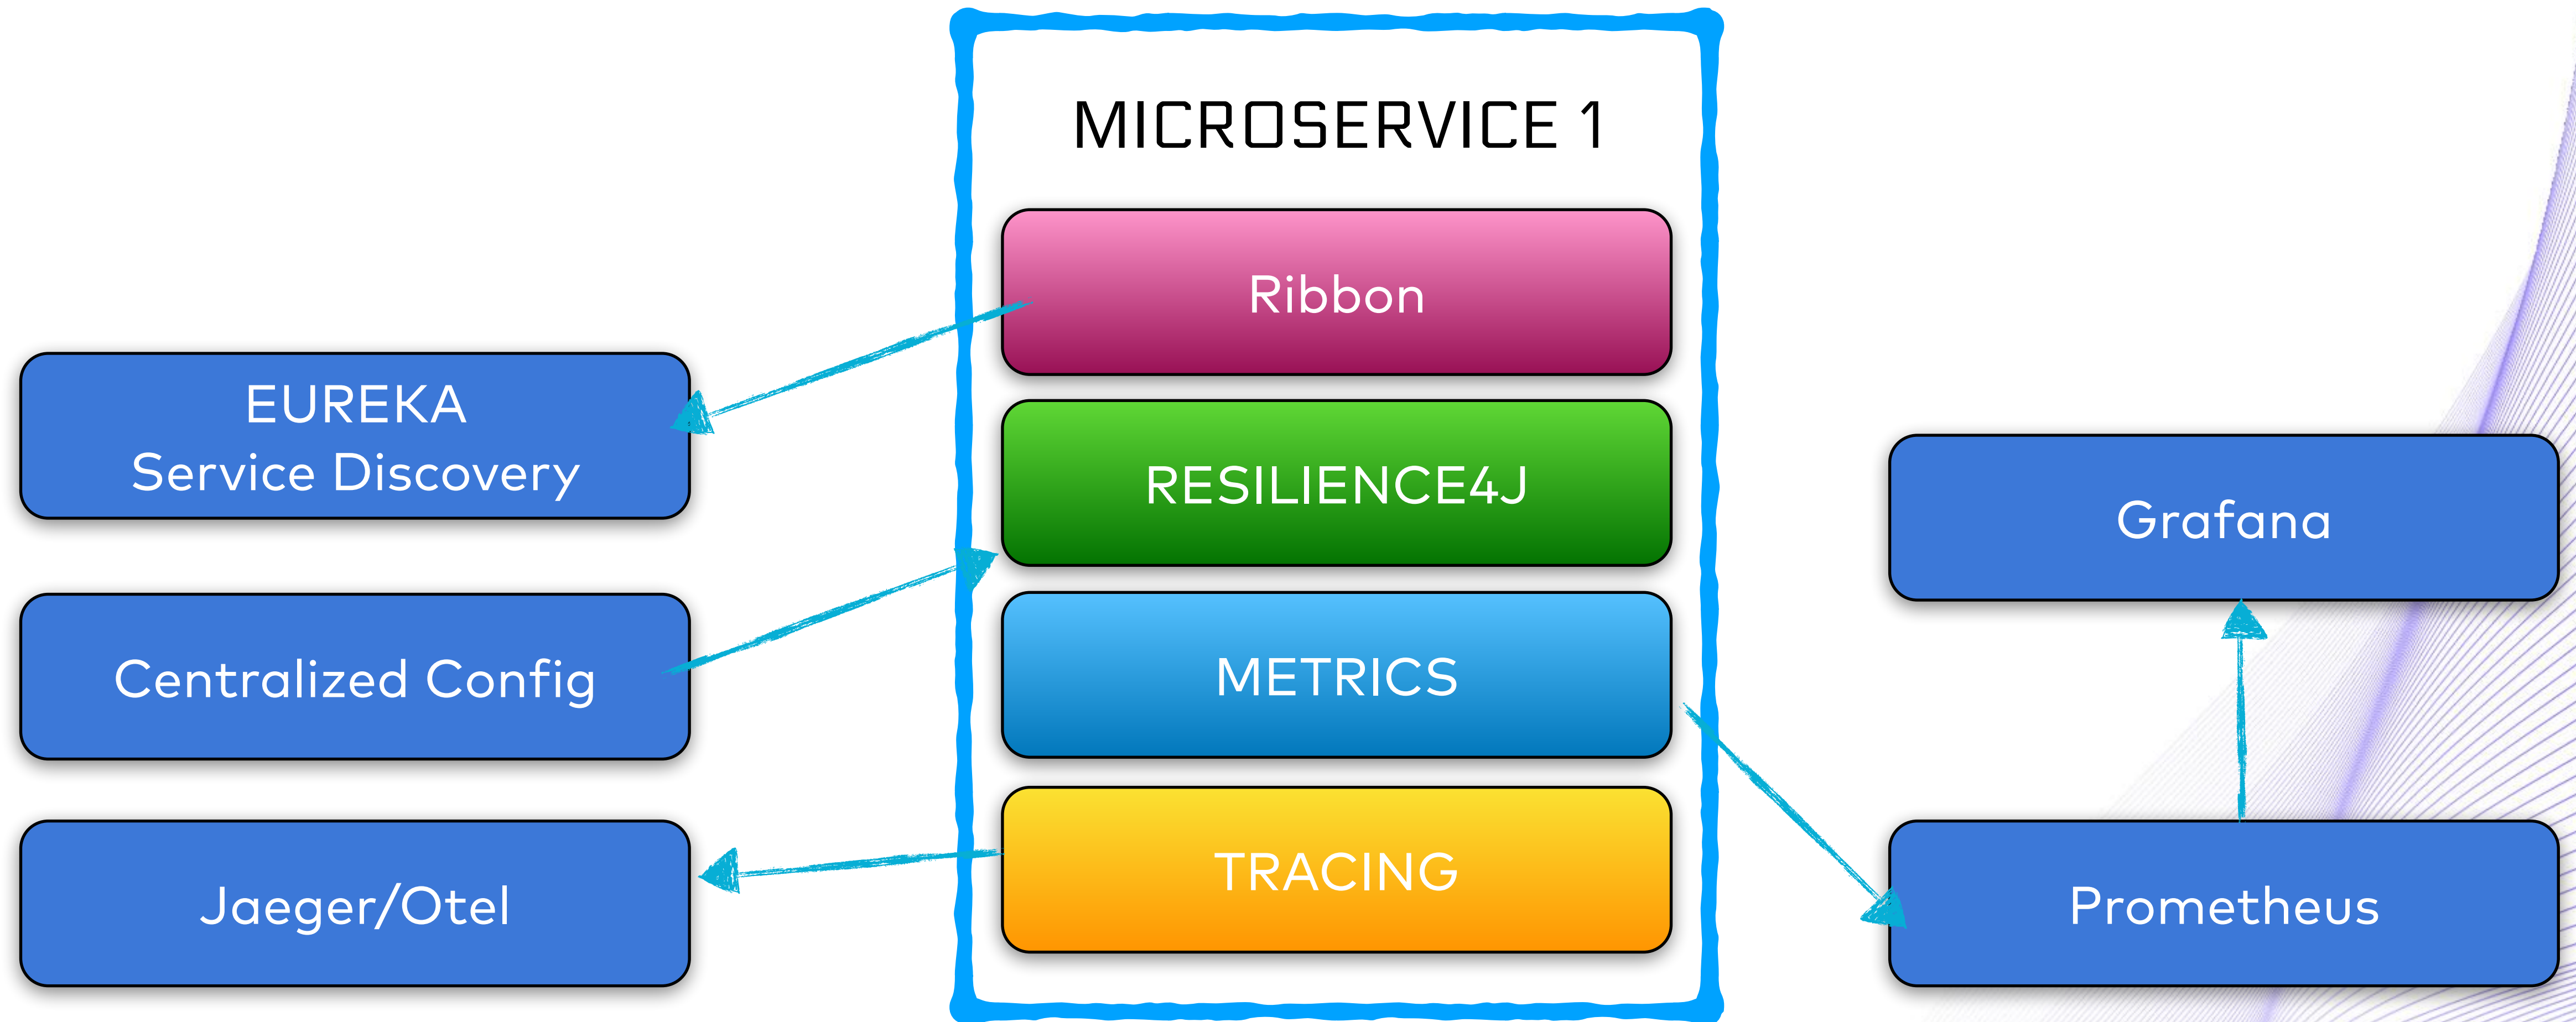 MICROSERVICE 1
Ribbon
RESILIENCE4J
METRICS
TRACING
EUREKA
Service Discovery
Centralized Config
Jaeger/Otel
Grafana
Prometheus